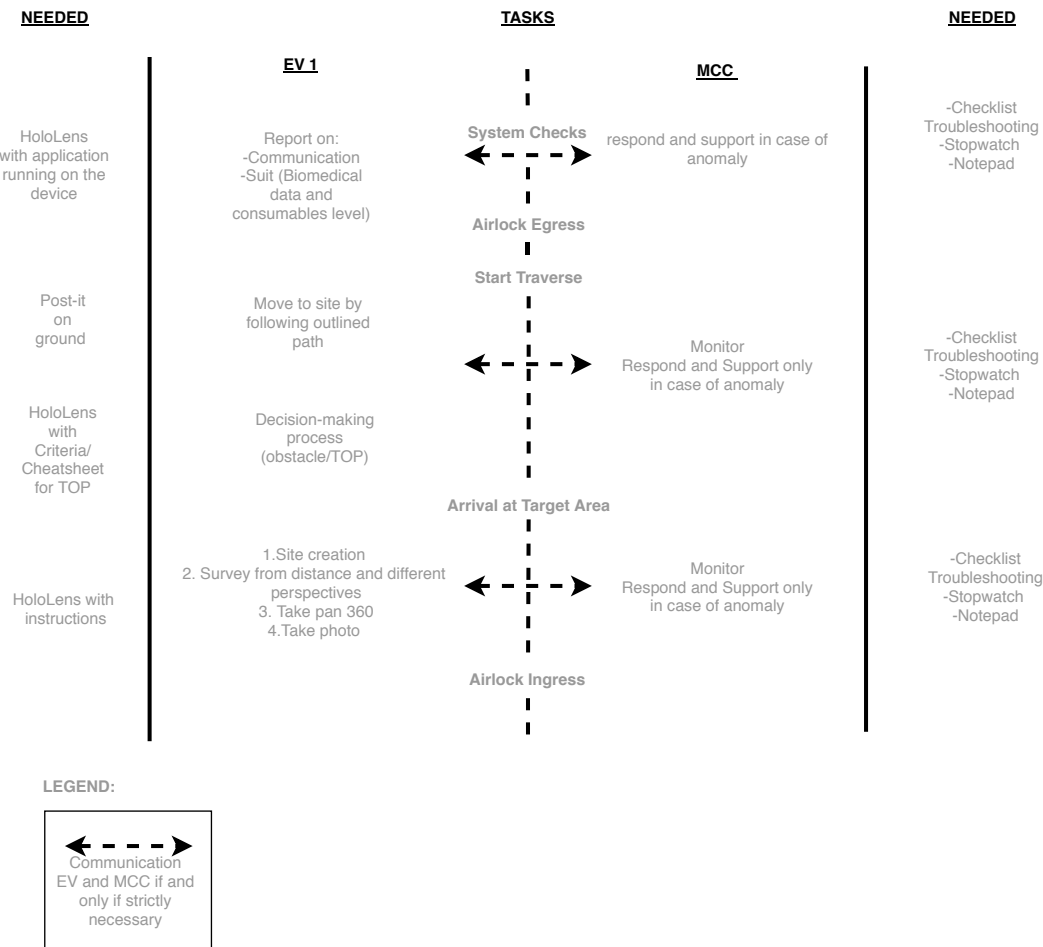 NEEDED
TASKS
NEEDED
EV 1
MCC
HoloLens
with application
running on the
device
Report on:
-Communication
-Suit (Biomedical
data and
consumables level)
System Checks
respond and support in case of
anomaly
-Checklist
Troubleshooting
-Stopwatch
-Notepad
Airlock Egress
Start Traverse
Post-it
on
ground
Move to site by
following outlined
path
Monitor
Respond and Support only
in case of anomaly
-Checklist
Troubleshooting
-Stopwatch
-Notepad
HoloLens
with
Criteria/
Cheatsheet
for TOP
Decision-making
process
(obstacle/TOP)
Arrival at Target Area
HoloLens with
instructions
1.Site creation
2. Survey from distance and different
perspectives
3. Take pan 360
4.Take photo
Monitor
Respond and Support only
in case of anomaly
-Checklist
Troubleshooting
-Stopwatch
-Notepad
Airlock Ingress
LEGEND:
Communication
EV and MCC if and
only if strictly
necessary